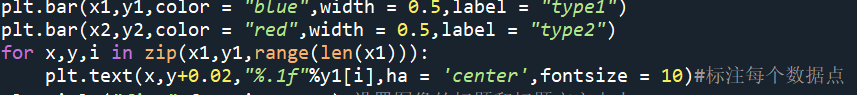 plt.bar(x1,y1,color = "blue",width = 0.5,label = "type1")
plt.bar(x2,y2,color = "red",width = 0.5,label = "type2")
for x,y,i in zip(x1,y1,range(len(x1))):
    plt.text(x,y+0.02,"%.1f"%y1[i],ha = 'center',fontsize = 10)#标注每个数据点